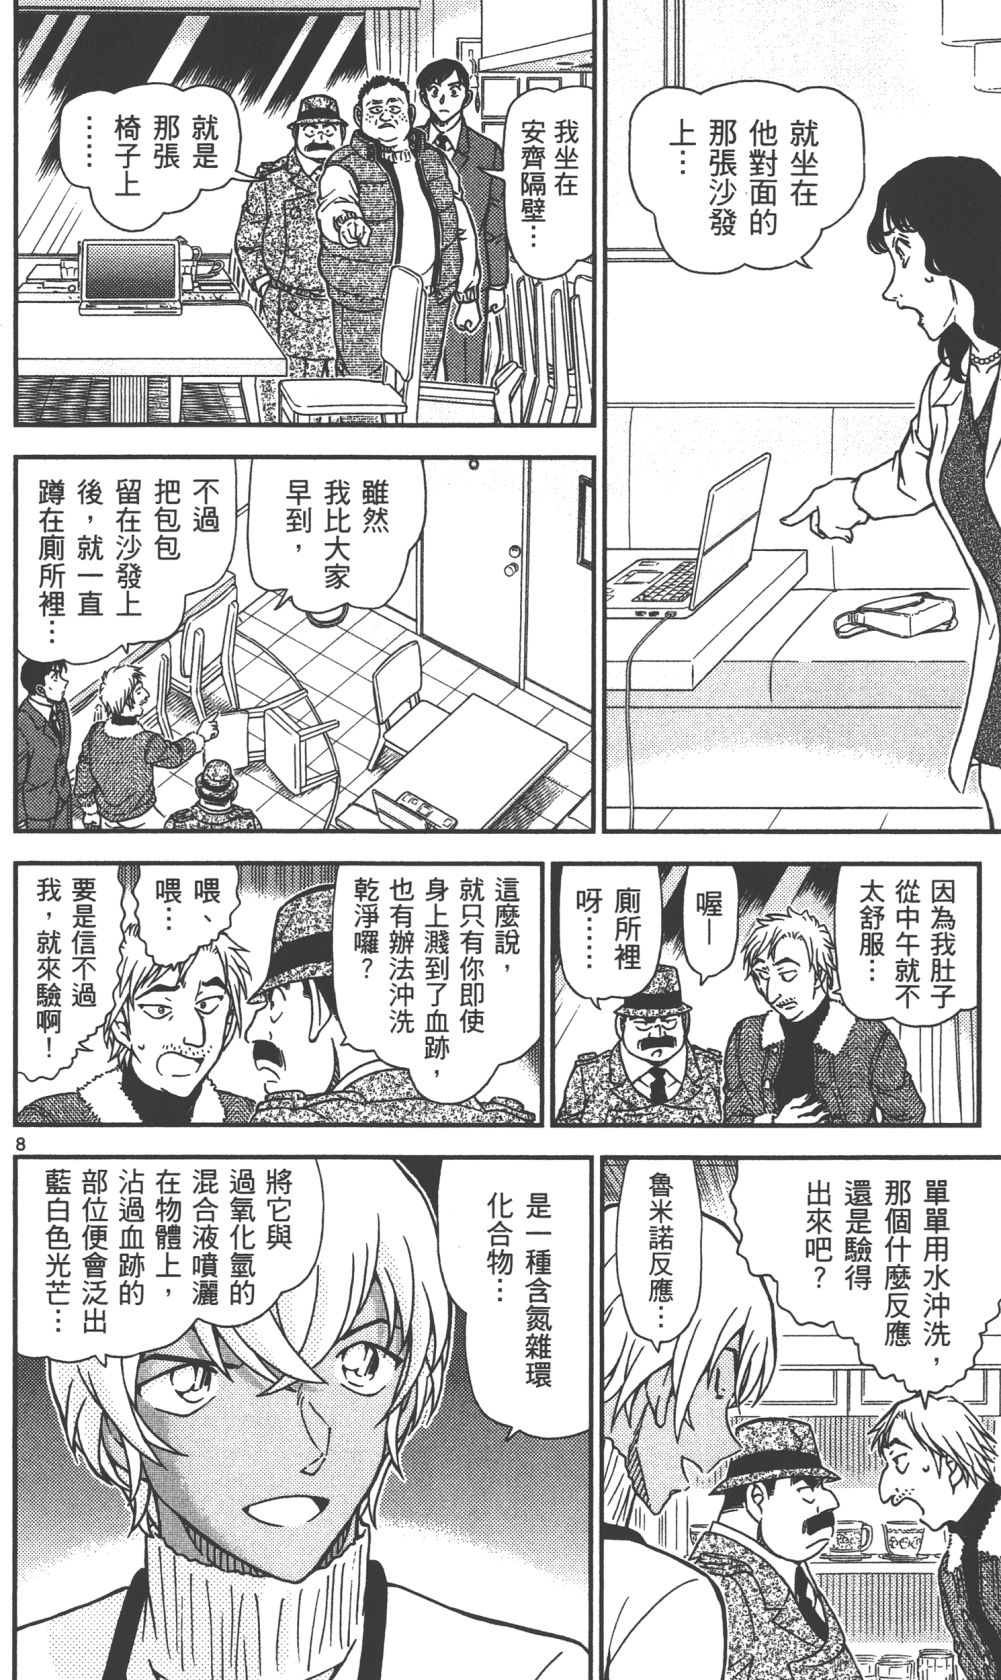 就坐在
他對面的
那張沙發
上…
我坐在
安齊隔壁…
就是
那張
椅子上
……
雖然
我比大家
早到，
不過
把包包
留在沙發上
後，就一直
蹲在廁所裡…
因為我肚子
從中午就不
太舒服…
喔—
廁所裡
呀……
這麼說，
就只有你即使
身上濺到了血跡，
也有辦法沖洗
乾淨囉？
喂、
喂…
要是信不過
我，就來驗啊！
單單用水沖洗，
那個什麼反應
還是驗得
出來吧？
魯米諾反應…
是一種含氮雜環
化合物…
將它與
過氧化氫的
混合液噴灑
在物體上，
沾過血跡的
部位便會泛出
藍白色光芒…
8